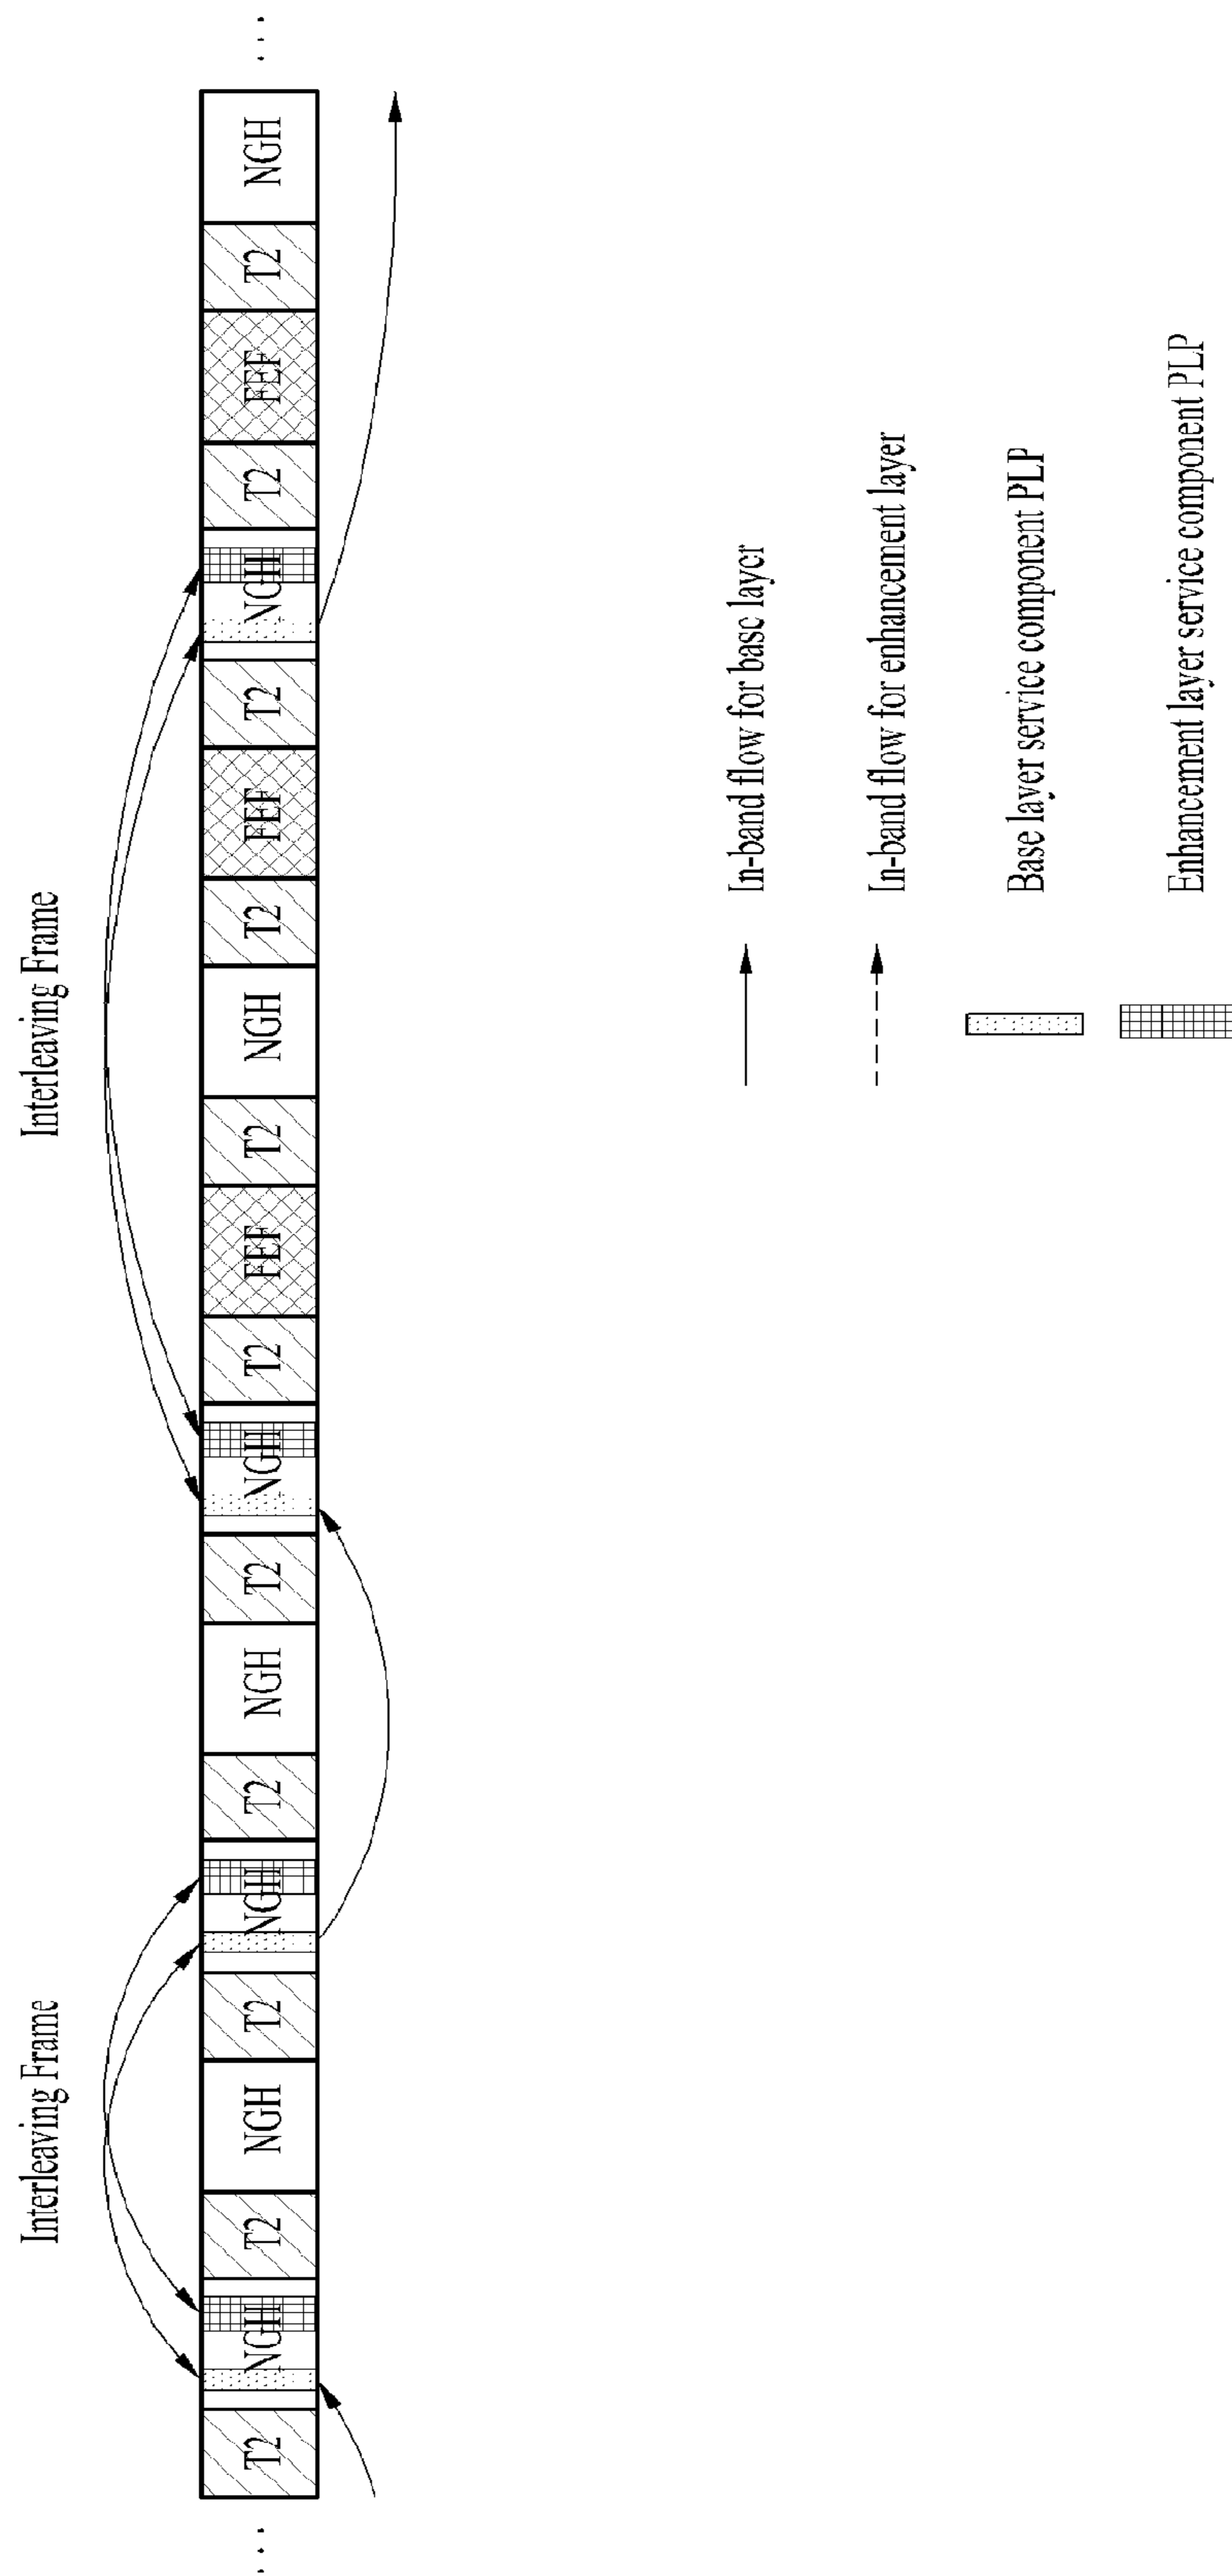 Interleaving Frame Interleaving Frame
... T2 NGH T2 NGH T2 NGH T2 NGH T2 NGH T2 FEF T2 NGH T2 FEF T2 NGH T2 FEF T2 NGH ...
In-band flow for base layer
In-band flow for enhancement layer
Base layer service component PLP
Enhancement layer service component PLP